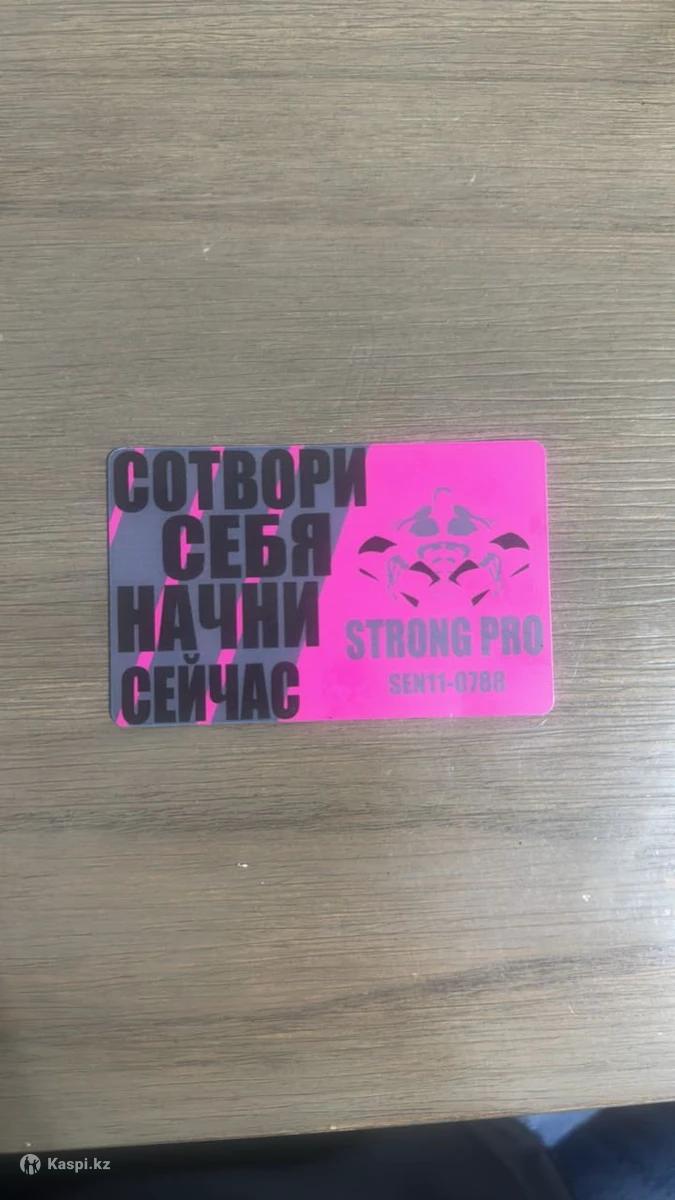 СОТВОРИ
СЕБЯ
НАЧНИ
СЕЙЧАС
STRONG PRO
SEN11-0788
Kaspi.kz